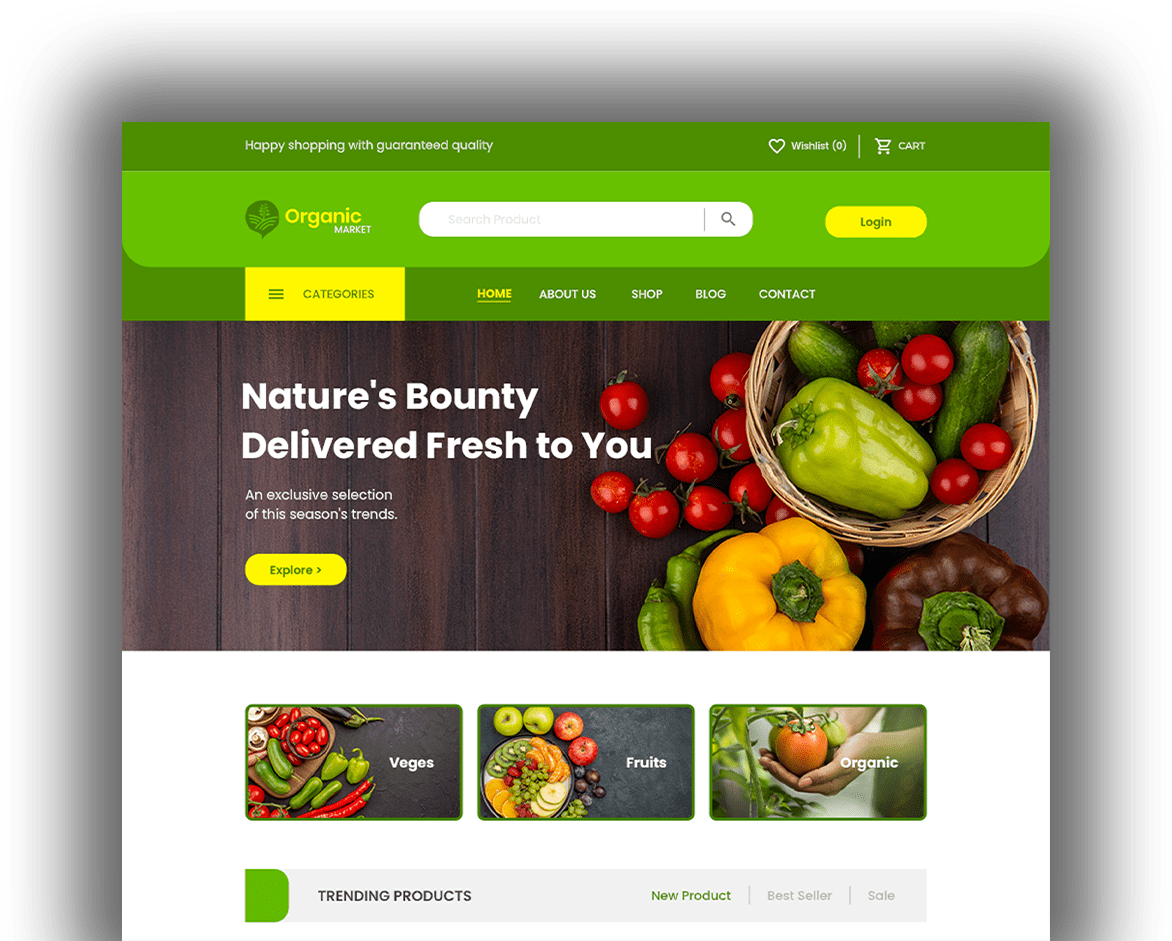 Happy shopping with guaranteed quality
Wishlist (0)
CART
Organic
MARKET
Search Product
Login
CATEGORIES
HOME
ABOUT US
SHOP
BLOG
CONTACT
Nature's Bounty
Delivered Fresh to You
An exclusive selection
of this season's trends.
Explore >
Veges
Fruits
Organic
TRENDING PRODUCTS
New Product
Best Seller
Sale